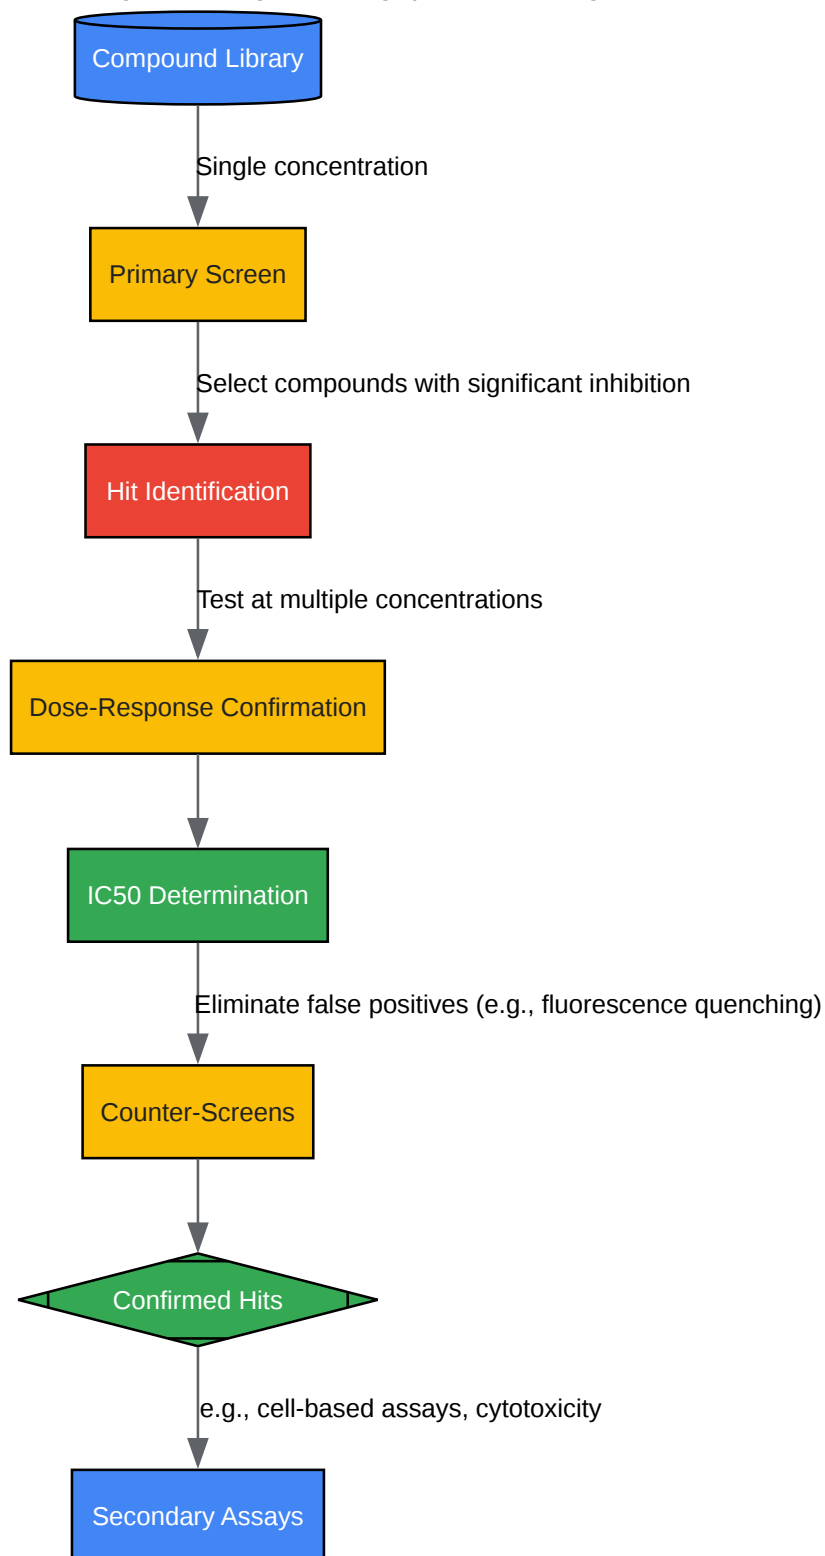 Compound Library
Single concentration
Primary Screen
Select compounds with significant inhibition
Hit Identification
Test at multiple concentrations
Dose-Response Confirmation
IC50 Determination
Eliminate false positives (e.g., fluorescence quenching)
Counter-Screens
Confirmed Hits
e.g., cell-based assays, cytotoxicity
Secondary Assays